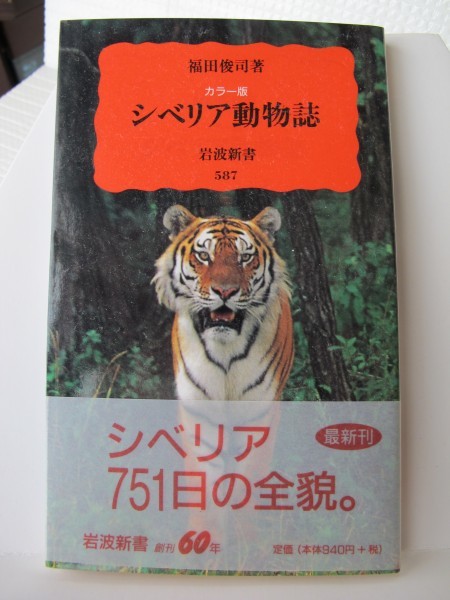 福田俊司著
カラー版
シベリア動物誌
岩波新書
587
シベリア
最新刊
751日の全貌。
岩波新書 創刊60年
定価(本体940円+税)